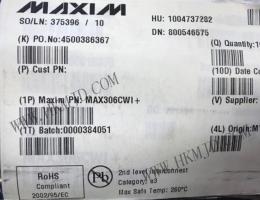 MAXIM
SO/LN: 375396 / 10
HU: 1004737282
DN: 800546675
(K) PO.No: 4500386367
(Q) Quantity:
(P) Cust PN:
(10D) Date
(1P) Maxim PN: MAX306CWI+
(V) Supplier:
(1T) Batch: 0000384051
(4L) Origin:
RoHS
Compliant
2002/95/EC
Pb
2nd level interconnect
Category: e3
Max Safe Temp: 260°C